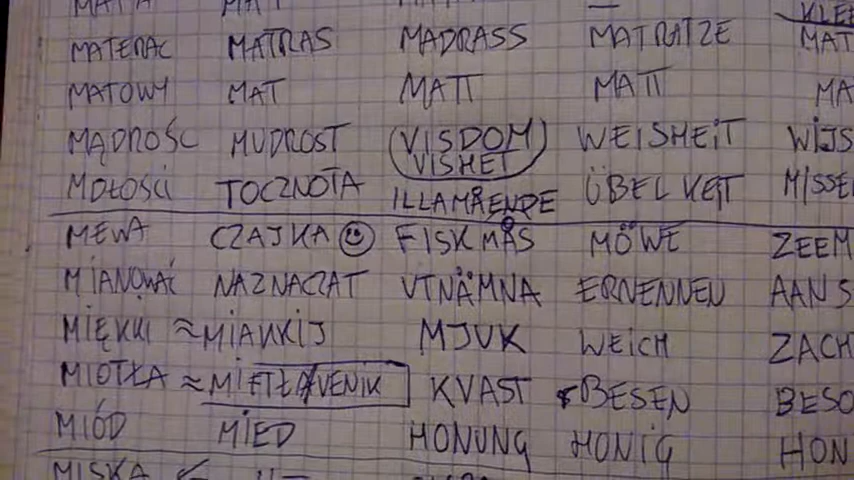 MATERAC MATRAS MADRASS MATRATZE MAT
MATOWY MAT MATT MATT MA
MĄDROŚĆ MUDROST (VISDOM) WEISHEIT WIJS
VISHET
MDŁOŚCI TOCZNOTA ILLAMÅENDE ÜBELKEIT MISSE
MEWA CZAJKA FISKMÅS MÖWE ZEEM
MIANOWAĆ NAZNACZAT UTNÄMNA ERNENNEN AANS
MIĘKKI ≈ MIAKKIJ MJUK WEICH ZACH
MIOTŁA ≈ MIETŁA/VENIK KVAST BESEN BESO
MIÓD MIED HONUNG HONIG HON
MISKA